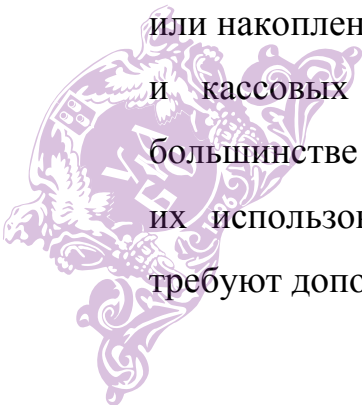 или накоплен
и кассовых
большинстве
их использо
требуют допо